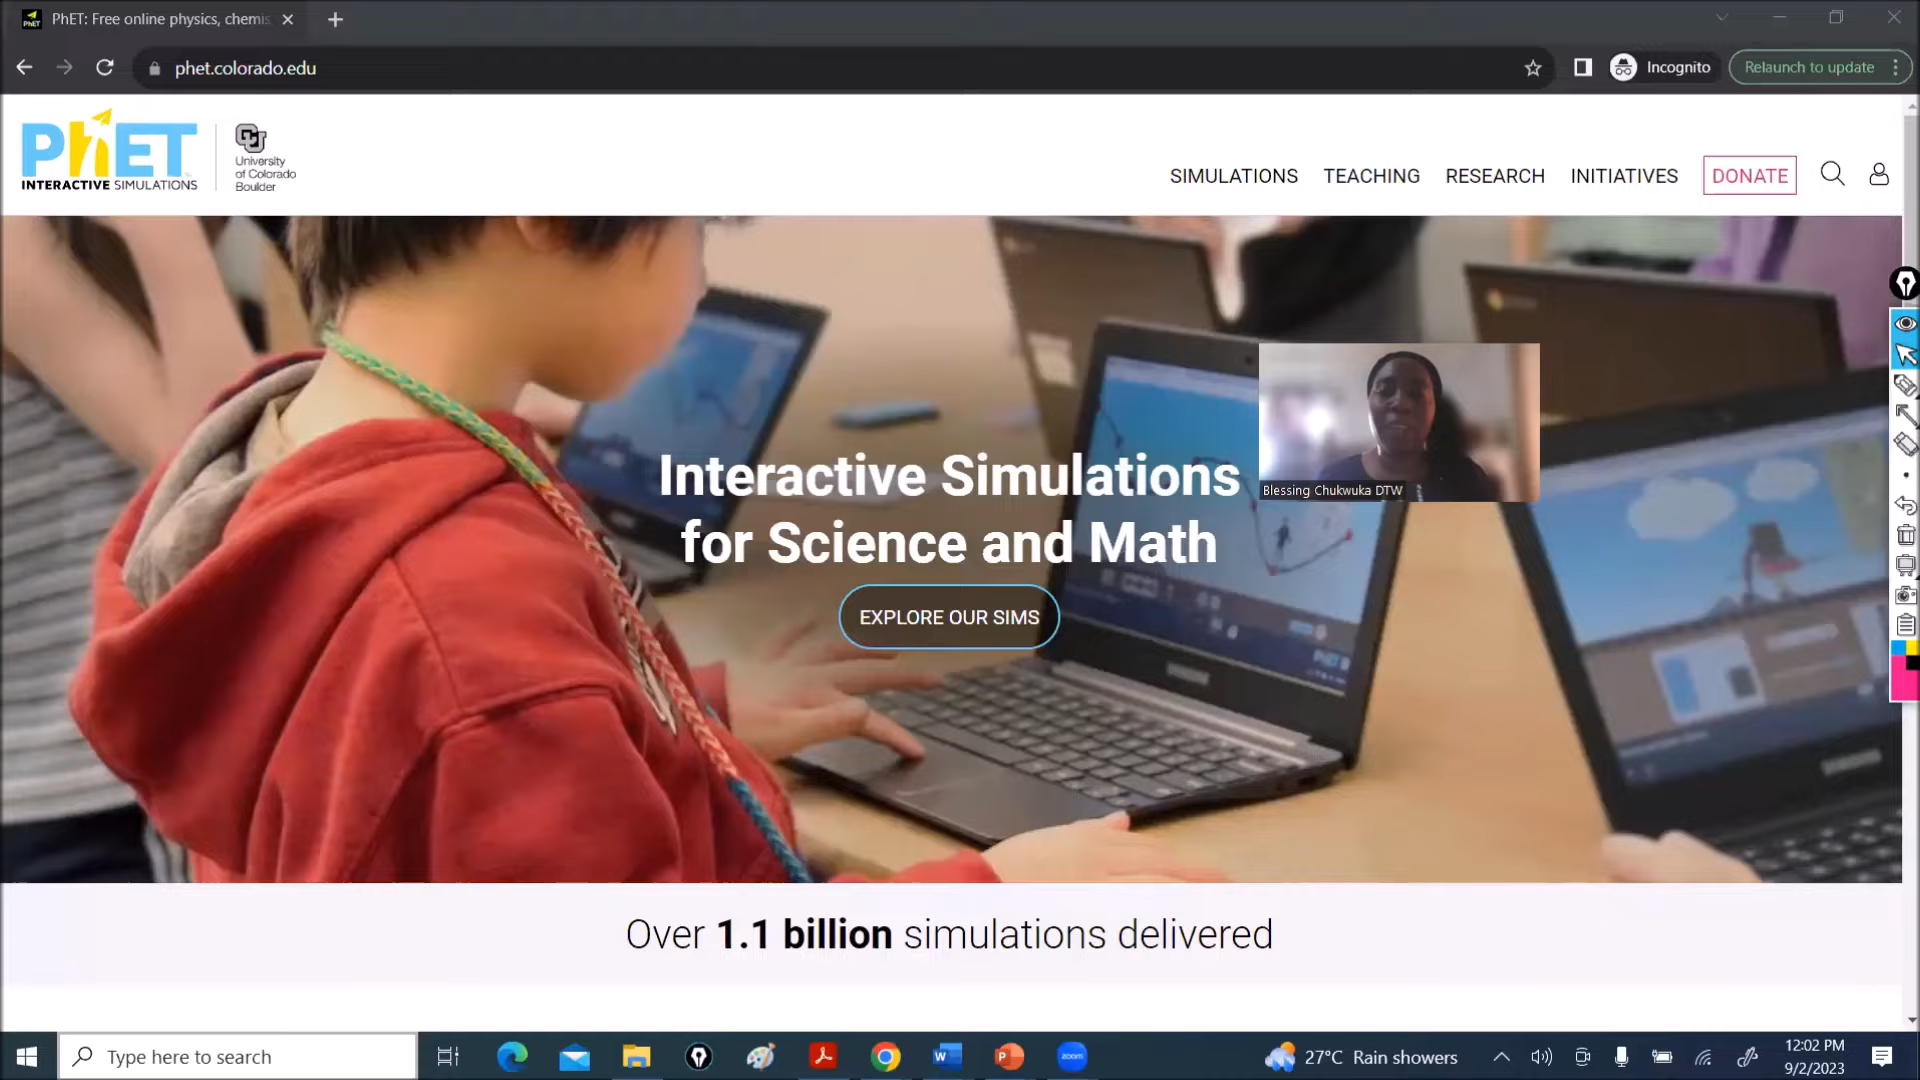 PhET: Free online physics, chemis
phet.colorado.edu
Incognito
Relaunch to update
PhET
INTERACTIVE SIMULATIONS
CU
University
of Colorado
Boulder
SIMULATIONS
TEACHING
RESEARCH
INITIATIVES
DONATE
Interactive Simulations
for Science and Math
Blessing Chukwuka DTW
EXPLORE OUR SIMS
Over 1.1 billion simulations delivered
Type here to search
zoom
27°C Rain showers
12:02 PM
9/2/2023